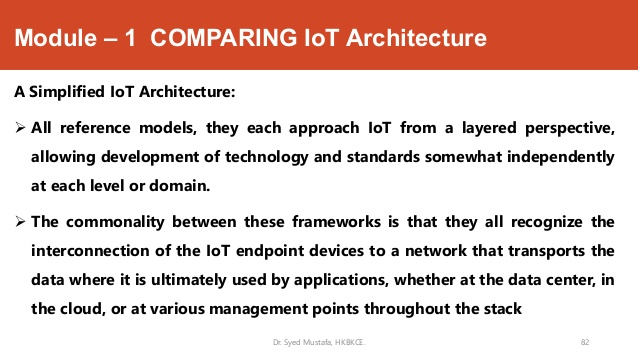 Module – 1  COMPARING IoT Architecture
A Simplified IoT Architecture:
➢ All reference models, they each approach IoT from a layered perspective,
allowing development of technology and standards somewhat independently
at each level or domain.
➢ The commonality between these frameworks is that they all recognize the
interconnection of the IoT endpoint devices to a network that transports the
data where it is ultimately used by applications, whether at the data center, in
the cloud, or at various management points throughout the stack
Dr. Syed Mustafa, HKBKCE.
82